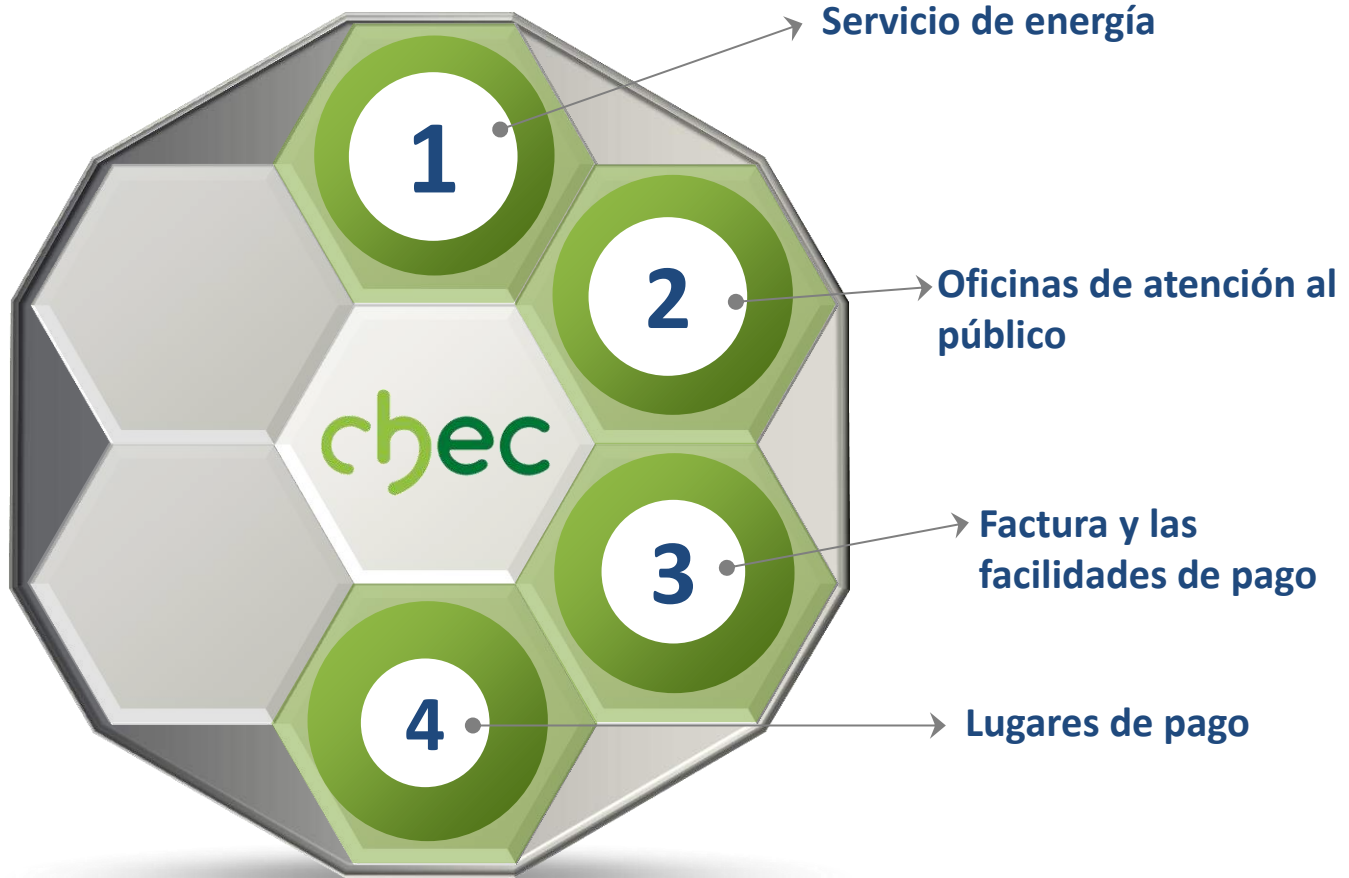 1
Servicio de energía
2
Oficinas de atención al
público
chec
3
Factura y las
facilidades de pago
4
Lugares de pago